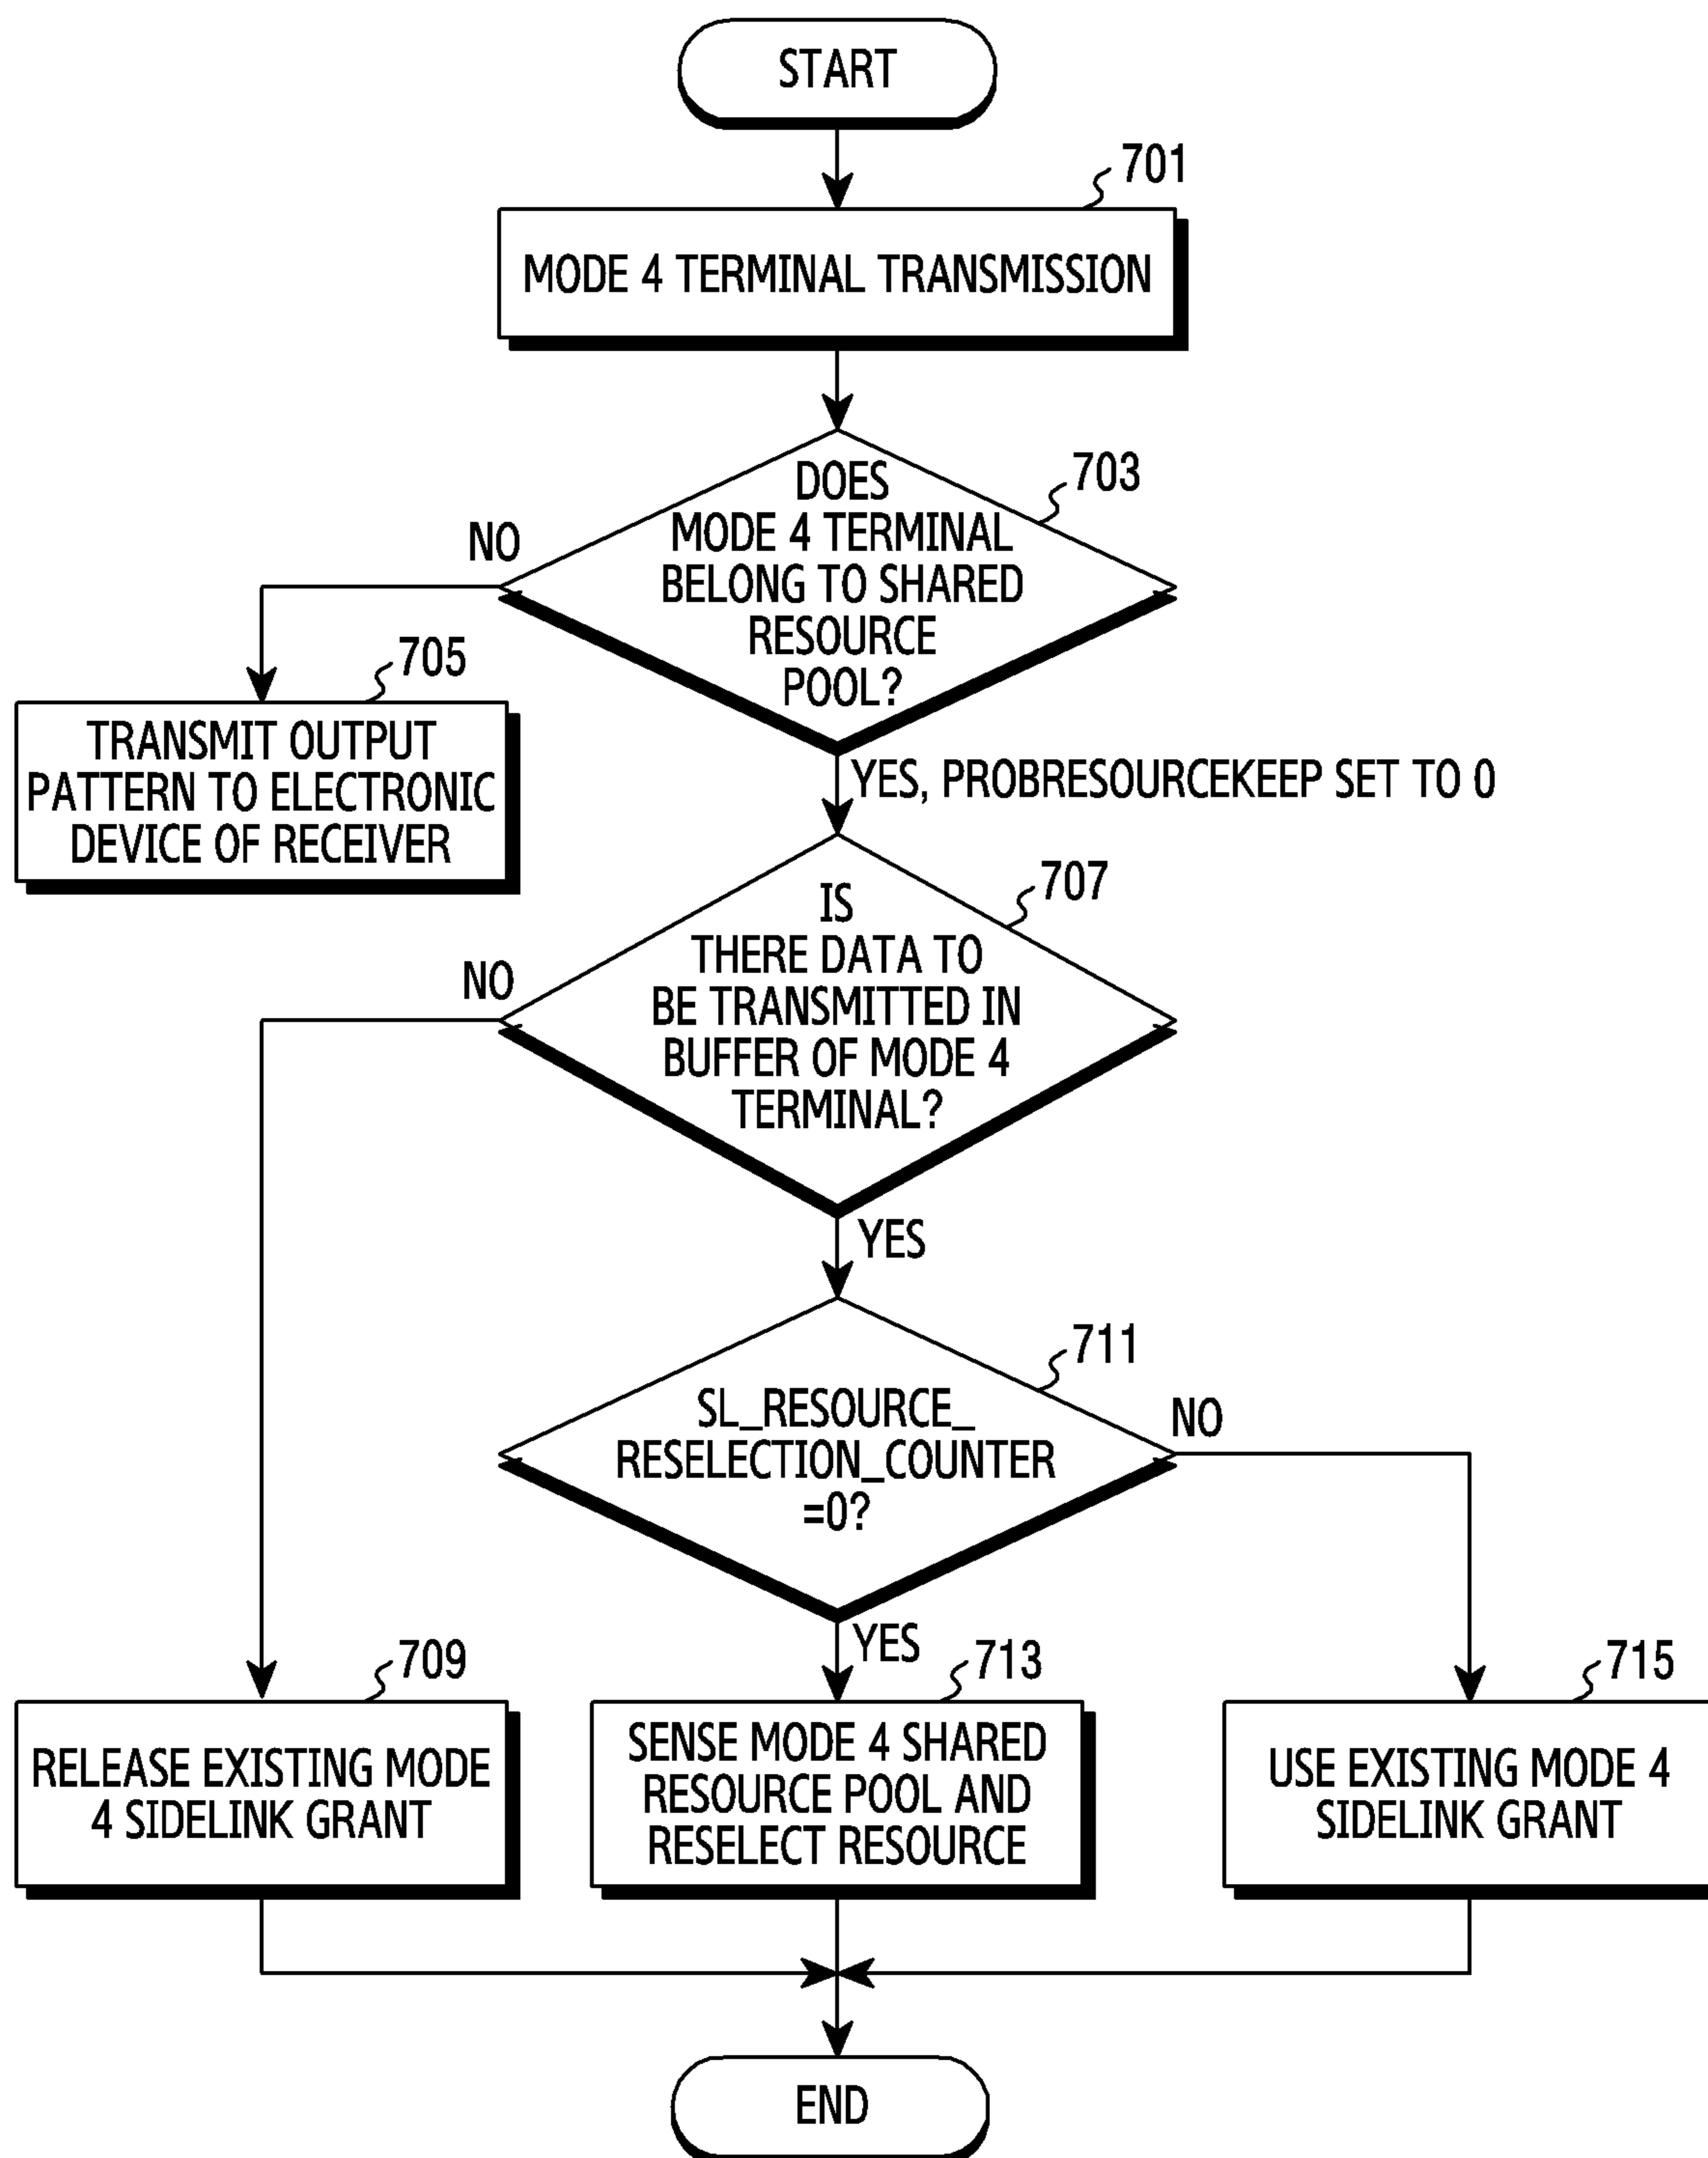 START
701
MODE 4 TERMINAL TRANSMISSION
703
DOES
MODE 4 TERMINAL
BELONG TO SHARED
RESOURCE
POOL?
NO
705
TRANSMIT OUTPUT
PATTERN TO ELECTRONIC
DEVICE OF RECEIVER
YES, PROBRESOURCEKEEP SET TO 0
707
IS
THERE DATA TO
BE TRANSMITTED IN
BUFFER OF MODE 4
TERMINAL?
NO
YES
711
SL_RESOURCE_
RESELECTION_COUNTER
=0?
NO
YES
709
RELEASE EXISTING MODE
4 SIDELINK GRANT
713
SENSE MODE 4 SHARED
RESOURCE POOL AND
RESELECT RESOURCE
715
USE EXISTING MODE 4
SIDELINK GRANT
END